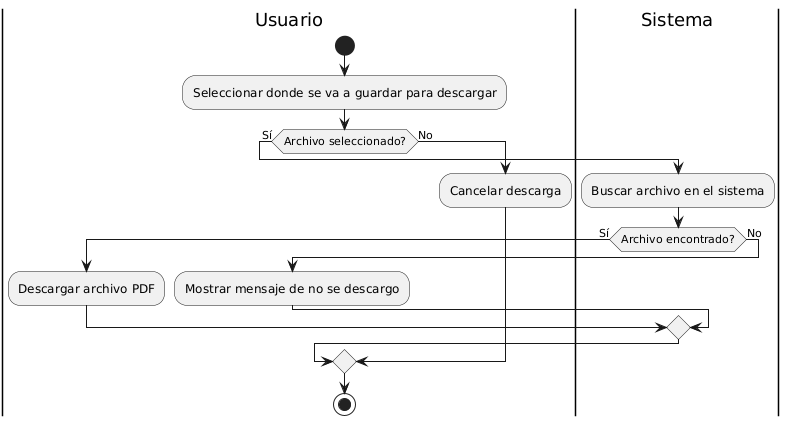 Usuario
Sistema
Seleccionar donde se va a guardar para descargar
Sí
Archivo seleccionado?
No
Cancelar descarga
Buscar archivo en el sistema
Sí
Archivo encontrado?
No
Descargar archivo PDF
Mostrar mensaje de no se descargo